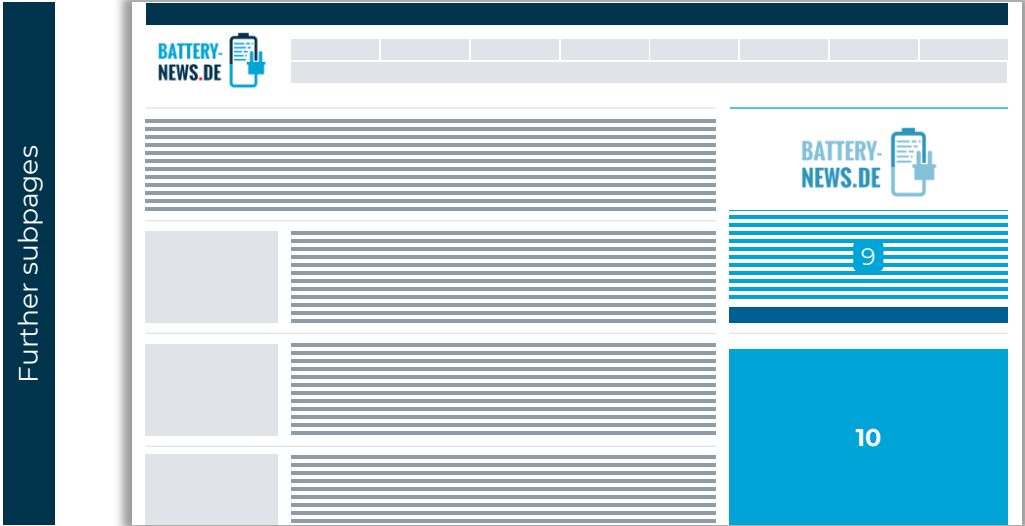 Further subpages
BATTERY-
NEWS.DE
BATTERY-
NEWS.DE
9
10